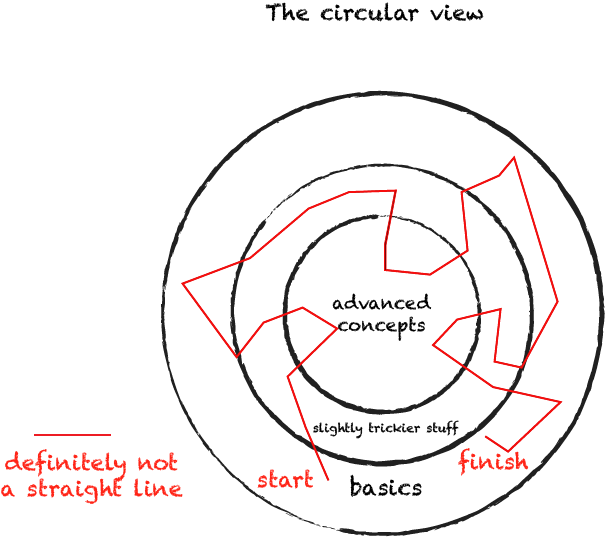 The circular view
advanced
concepts
slightly trickier stuff
definitely not
a straight line
start
finish
basics